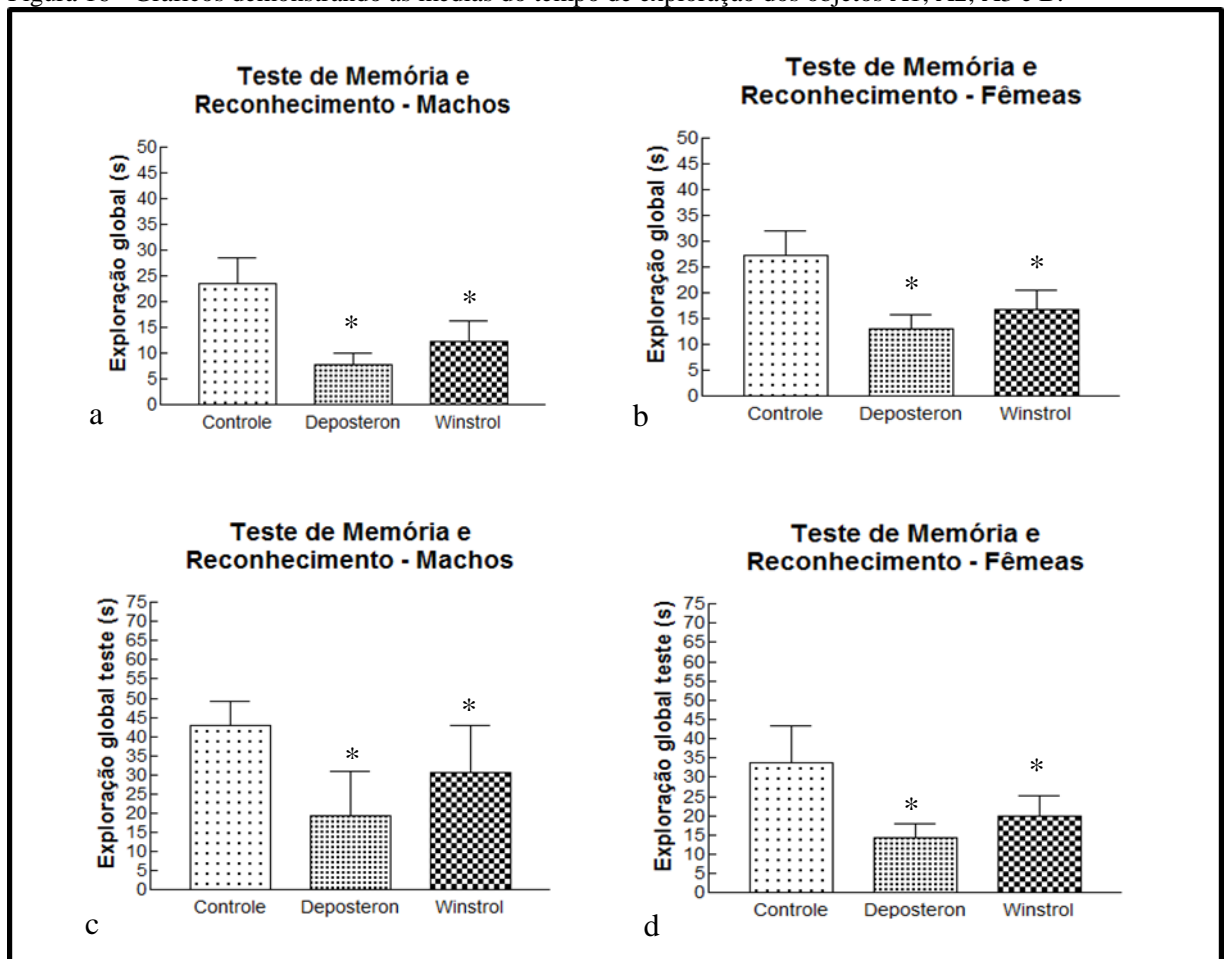 Figura - Gráficos demonstrando as médias do tempo de exploração dos objetos A1, A2, A3 e B.
Teste de Memória e
Reconhecimento - Machos
Exploração global (s)
50
45
40
35
30
25
20
15
10
5
0
*
*
Controle Deposteron Winstrol
a
Teste de Memória e
Reconhecimento - Fêmeas
Exploração global (s)
50
45
40
35
30
25
20
15
10
5
0
*
*
Controle Deposteron Winstrol
b
Teste de Memória e
Reconhecimento - Machos
Exploração global teste (s)
75
70
65
60
55
50
45
40
35
30
25
20
15
10
5
0
*
*
Controle Deposteron Winstrol
c
Teste de Memória e
Reconhecimento - Fêmeas
Exploração global teste (s)
75
70
65
60
55
50
45
40
35
30
25
20
15
10
5
0
*
*
Controle Deposteron Winstrol
d